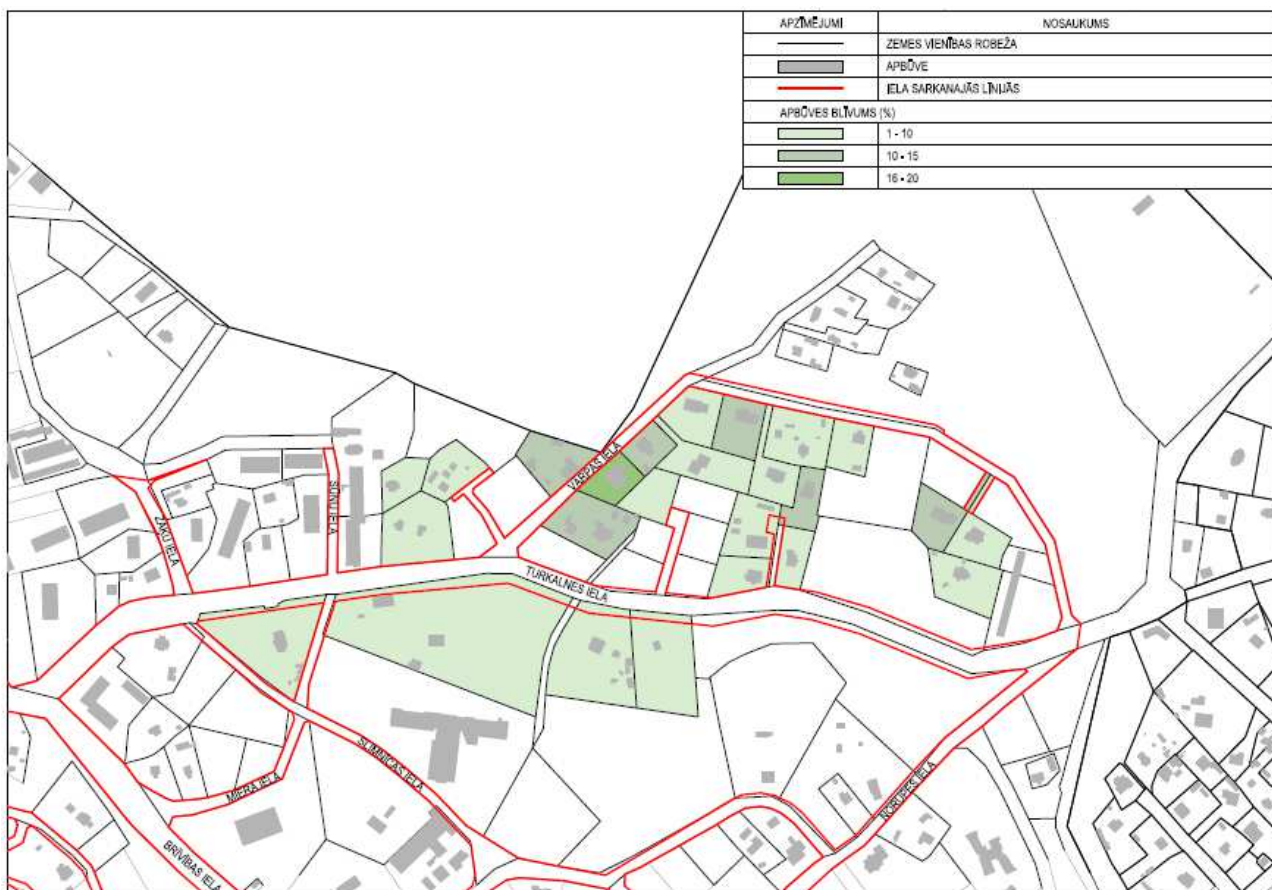 APZĪMĒJUMI NOSAUKUMS
ZEMES VIENĪBAS ROBEŽA
APBŪVE
IELA SARKANAJĀS LĪNIJĀS
APBŪVES BLĪVUMS (%)
1 - 10
10 - 15
16 - 20
VĀRPAS IELA
SŪNU IELA
ZAĶU IELA
TURKALNES IELA
SLIMNĪCAS IELA
MIERA IELA
NORUPES IELA
BRĪVĪBAS IELA